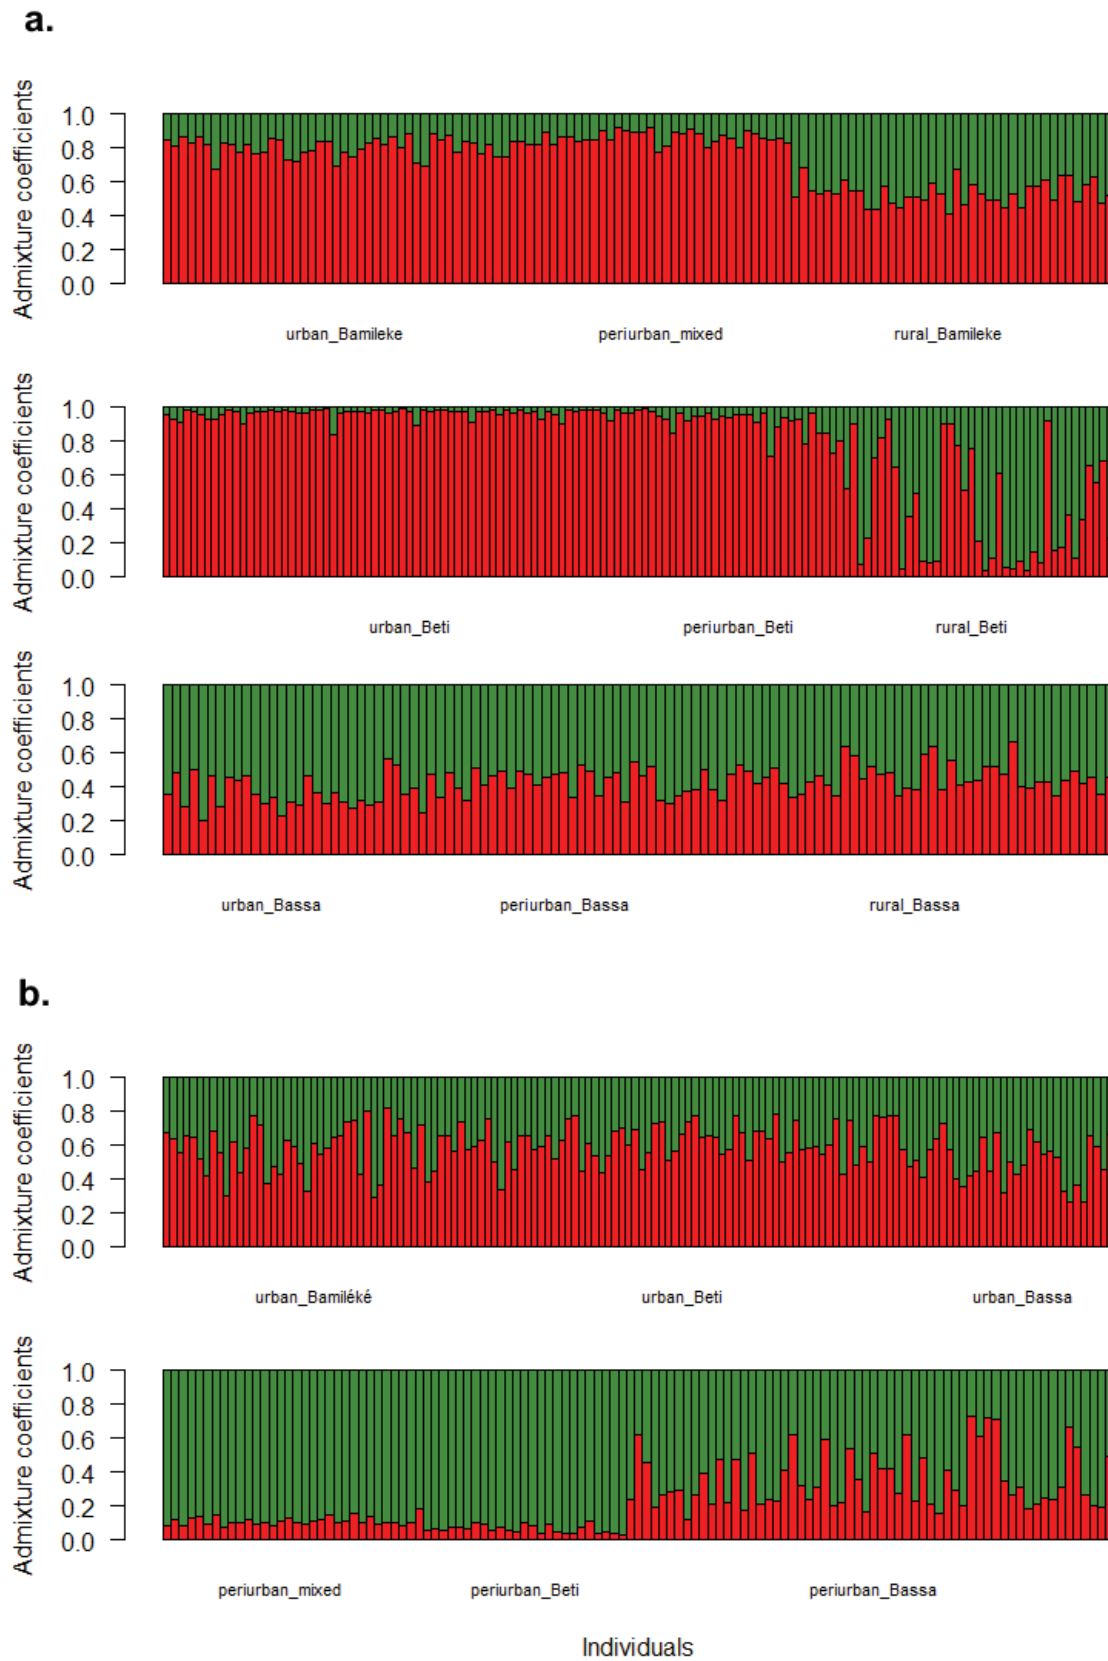 a.
Admixture coefficients
1.0
0.8
0.6
0.4
0.2
0.0
urban_Bamileke periurban_mixed rural_Bamileke
Admixture coefficients
1.0
0.8
0.6
0.4
0.2
0.0
urban_Beti periurban_Beti rural_Beti
Admixture coefficients
1.0
0.8
0.6
0.4
0.2
0.0
urban_Bassa periurban_Bassa rural_Bassa
b.
Admixture coefficients
1.0
0.8
0.6
0.4
0.2
0.0
urban_Bamiléké urban_Beti urban_Bassa
Admixture coefficients
1.0
0.8
0.6
0.4
0.2
0.0
periurban_mixed periurban_Beti periurban_Bassa
Individuals